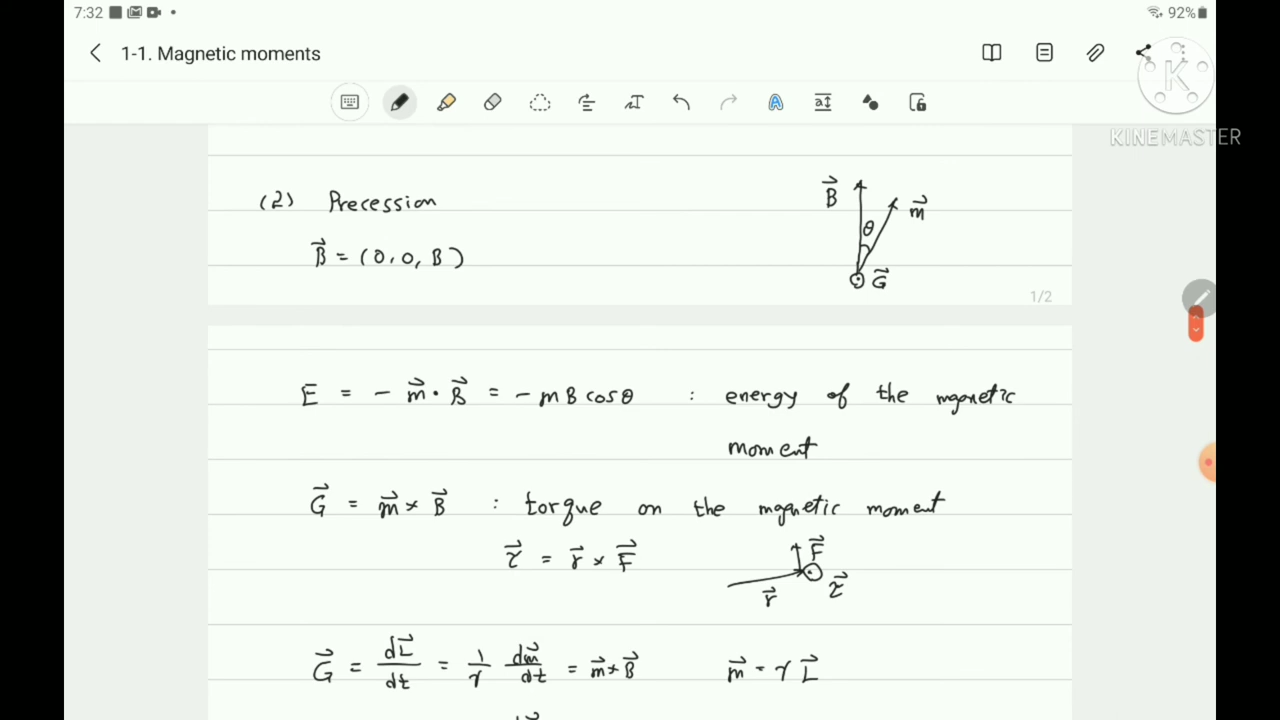 7:32 92%
1-1. Magnetic moments
KINEMASTER
(2) Precession
B⃗ = (0, 0, B)
B⃗ θ m⃗
G⃗
1/2
E = - m⃗ · B⃗ = - mB cosθ : energy of the magnetic
moment
G⃗ = m⃗ × B⃗ : torque on the magnetic moment
τ⃗ = r⃗ × F⃗
F⃗
r⃗ τ⃗
G⃗ = dL⃗/dt = 1/γ dm⃗/dt = m⃗ × B⃗ m⃗ = γ L⃗